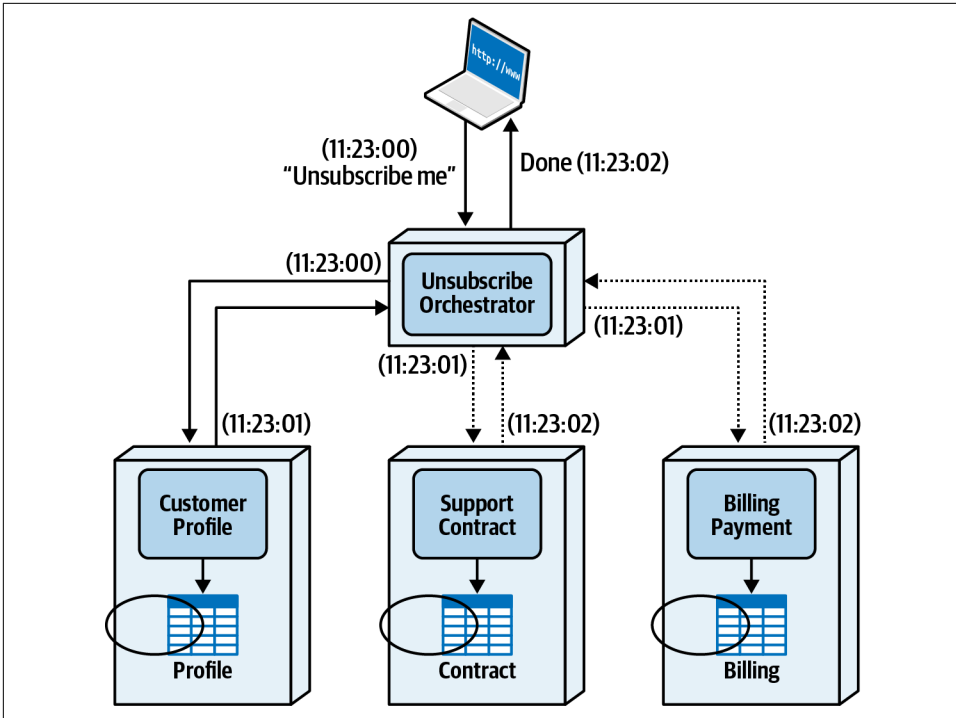 http://www
(11:23:00)
“Unsubscribe me”
Done (11:23:02)
(11:23:00)
Unsubscribe
Orchestrator
(11:23:01)
(11:23:01)
(11:23:01)
(11:23:02)
(11:23:02)
Customer
Profile
Support
Contract
Billing
Payment
Profile
Contract
Billing